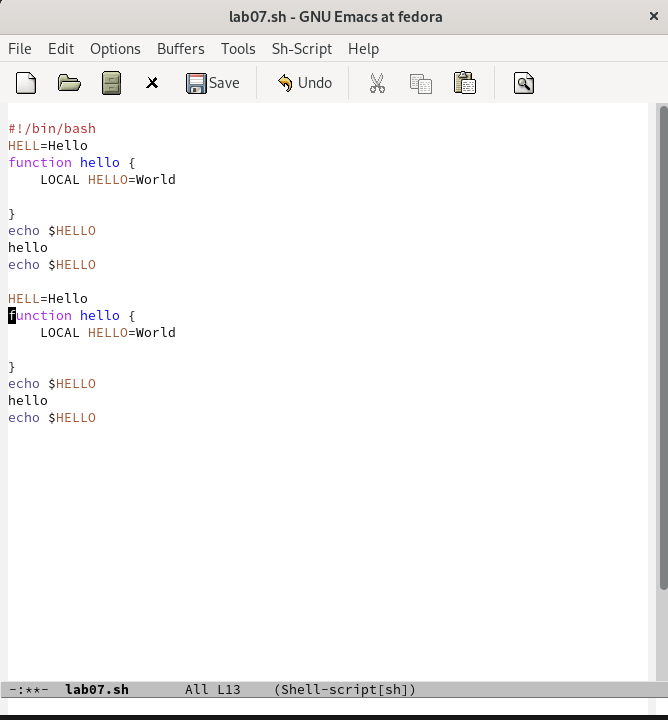 lab07.sh - GNU Emacs at fedora
File Edit Options Buffers Tools Sh-Script Help
Save Undo
#!/bin/bash
HELL=Hello
function hello {
    LOCAL HELLO=World
}
echo $HELLO
hello
echo $HELLO
HELL=Hello
function hello {
    LOCAL HELLO=World
}
echo $HELLO
hello
echo $HELLO
-:**-  lab07.sh       All L13    (Shell-script[sh])